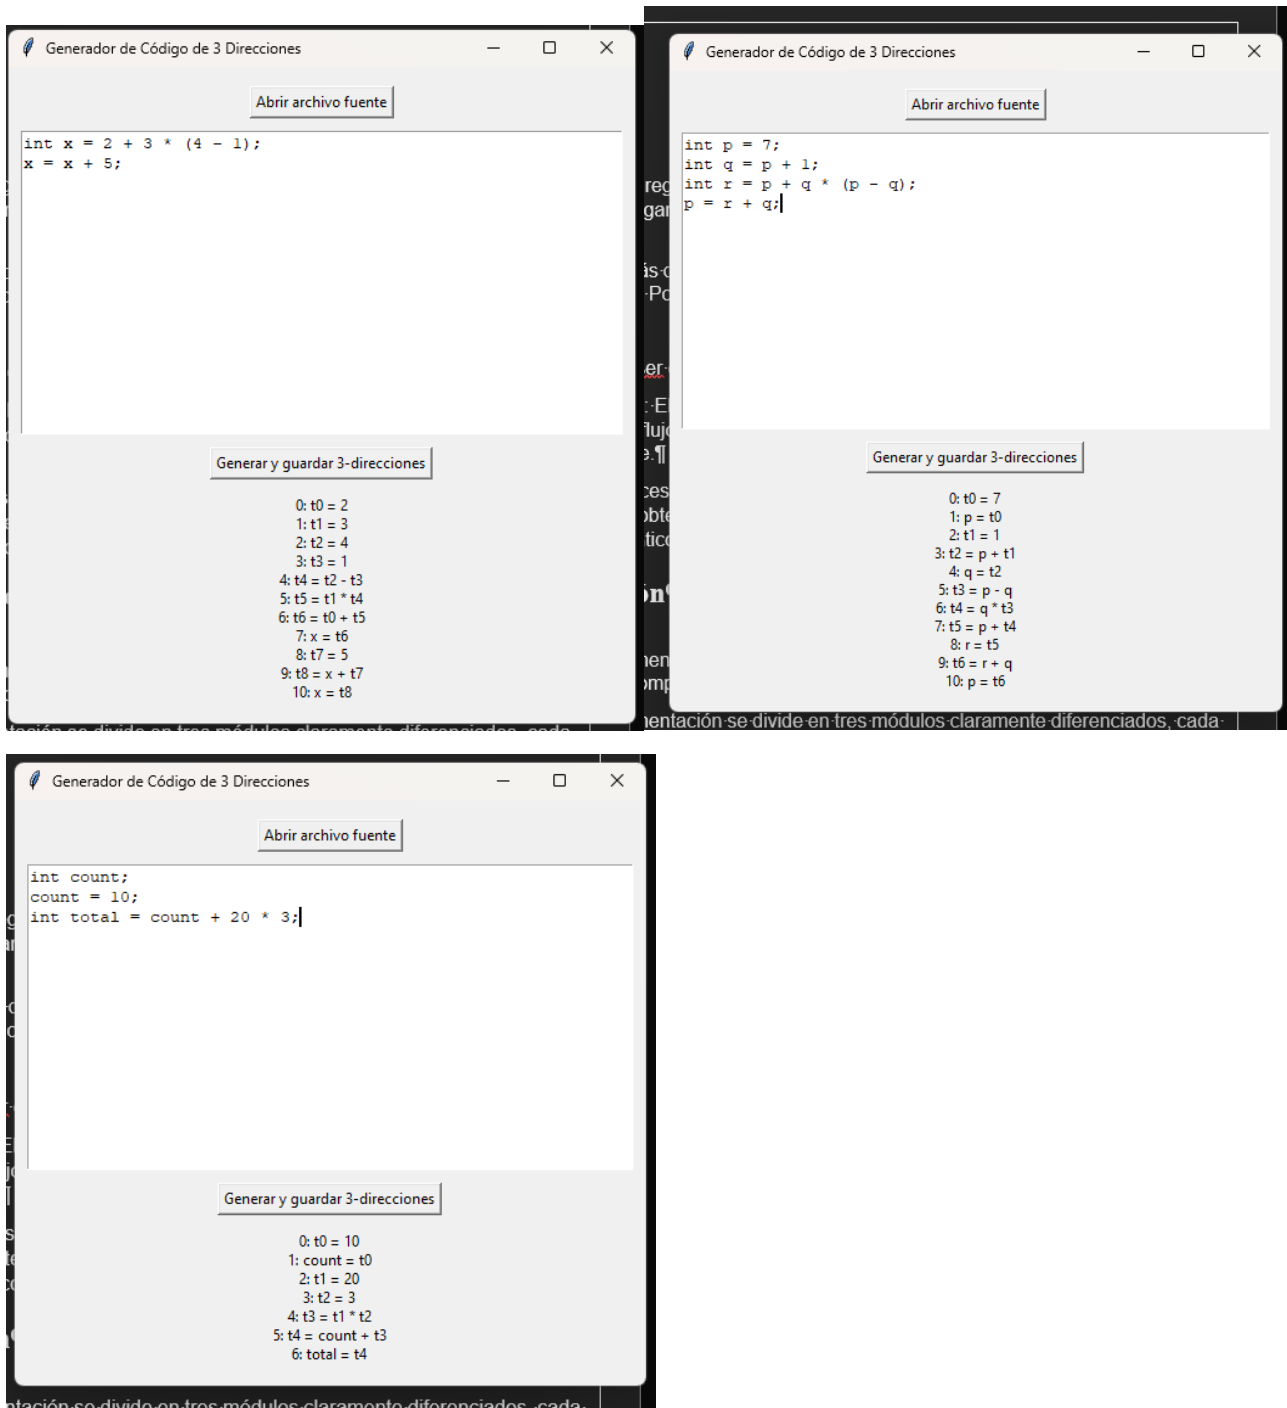 Generador de Código de 3 Direcciones
Abrir archivo fuente
int x = 2 + 3 * (4 - 1);
x = x + 5;
Generar y guardar 3-direcciones
0: t0 = 2
1: t1 = 3
2: t2 = 4
3: t3 = 1
4: t4 = t2 - t3
5: t5 = t1 * t4
6: t6 = t0 + t5
7: x = t6
8: t7 = 5
9: t8 = x + t7
10: x = t8
Generador de Código de 3 Direcciones
Abrir archivo fuente
int p = 7;
int q = p + 1;
int r = p + q * (p - q);
p = r + q;
Generar y guardar 3-direcciones
0: t0 = 7
1: p = t0
2: t1 = 1
3: t2 = p + t1
4: q = t2
5: t3 = p - q
6: t4 = q * t3
7: t5 = p + t4
8: r = t5
9: t6 = r + q
10: p = t6
se·divide·en·tres·módulos·claramente·diferenciados,·cada·
Generador de Código de 3 Direcciones
Abrir archivo fuente
int count;
count = 10;
int total = count + 20 * 3;
Generar y guardar 3-direcciones
0: t0 = 10
1: count = t0
2: t1 = 20
3: t2 = 3
4: t3 = t1 * t2
5: t4 = count + t3
6: total = t4